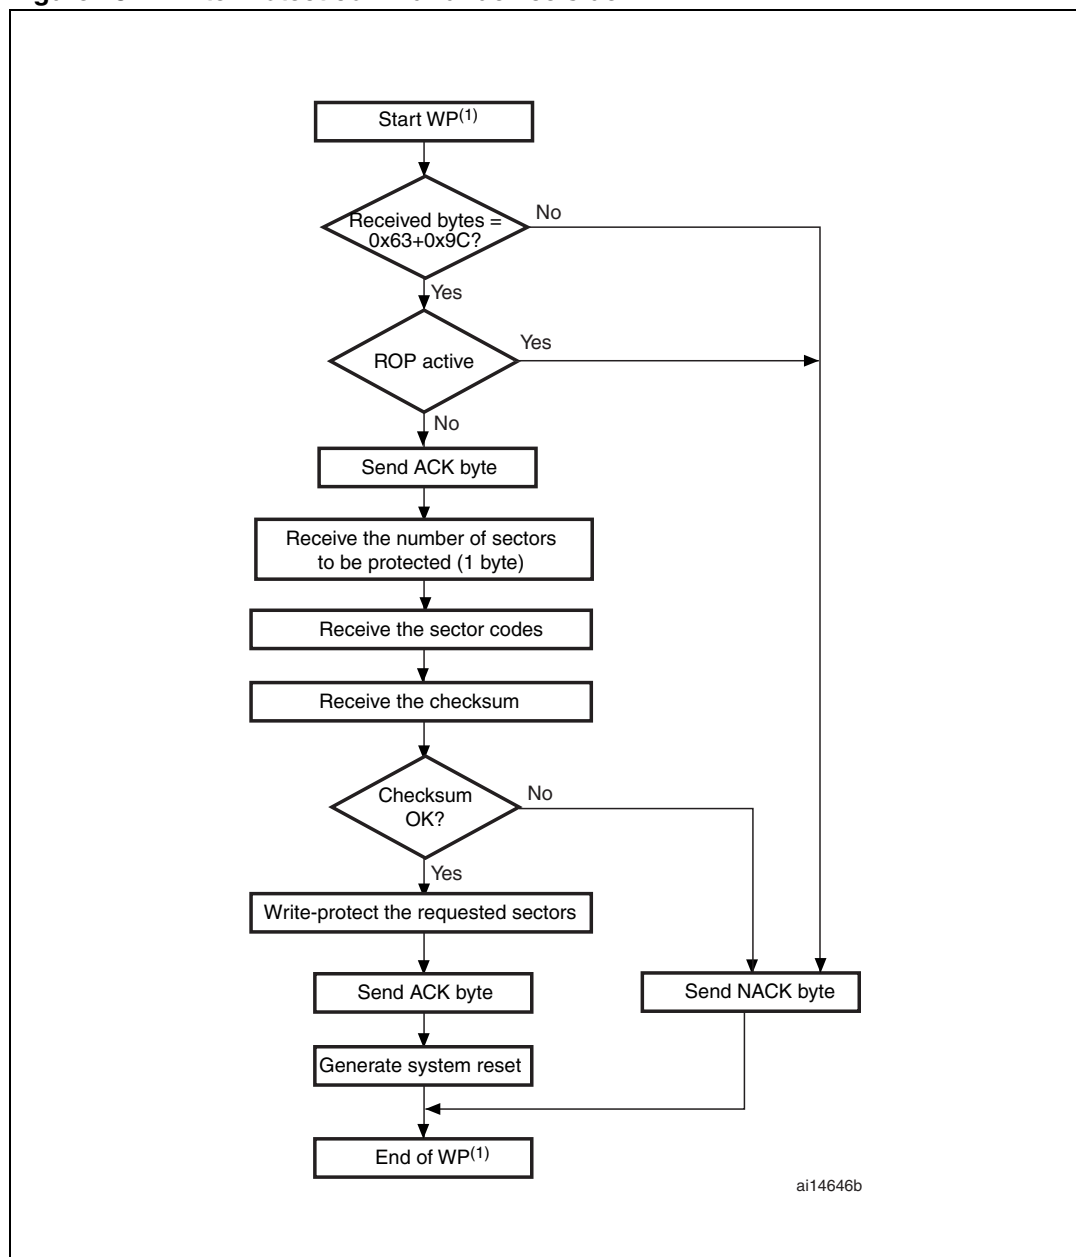 Start WP(1)
Received bytes =
0x63+0x9C?
No
Yes
ROP active
Yes
No
Send ACK byte
Receive the number of sectors
to be protected (1 byte)
Receive the sector codes
Receive the checksum
Checksum
OK?
No
Yes
Write-protect the requested sectors
Send ACK byte
Send NACK byte
Generate system reset
End of WP(1)
ai14646b